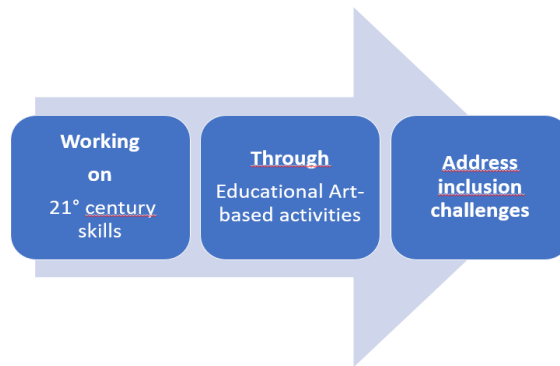 Working
on
21° century
skills
Through
Educational Art-
based activities
Address
inclusion
challenges